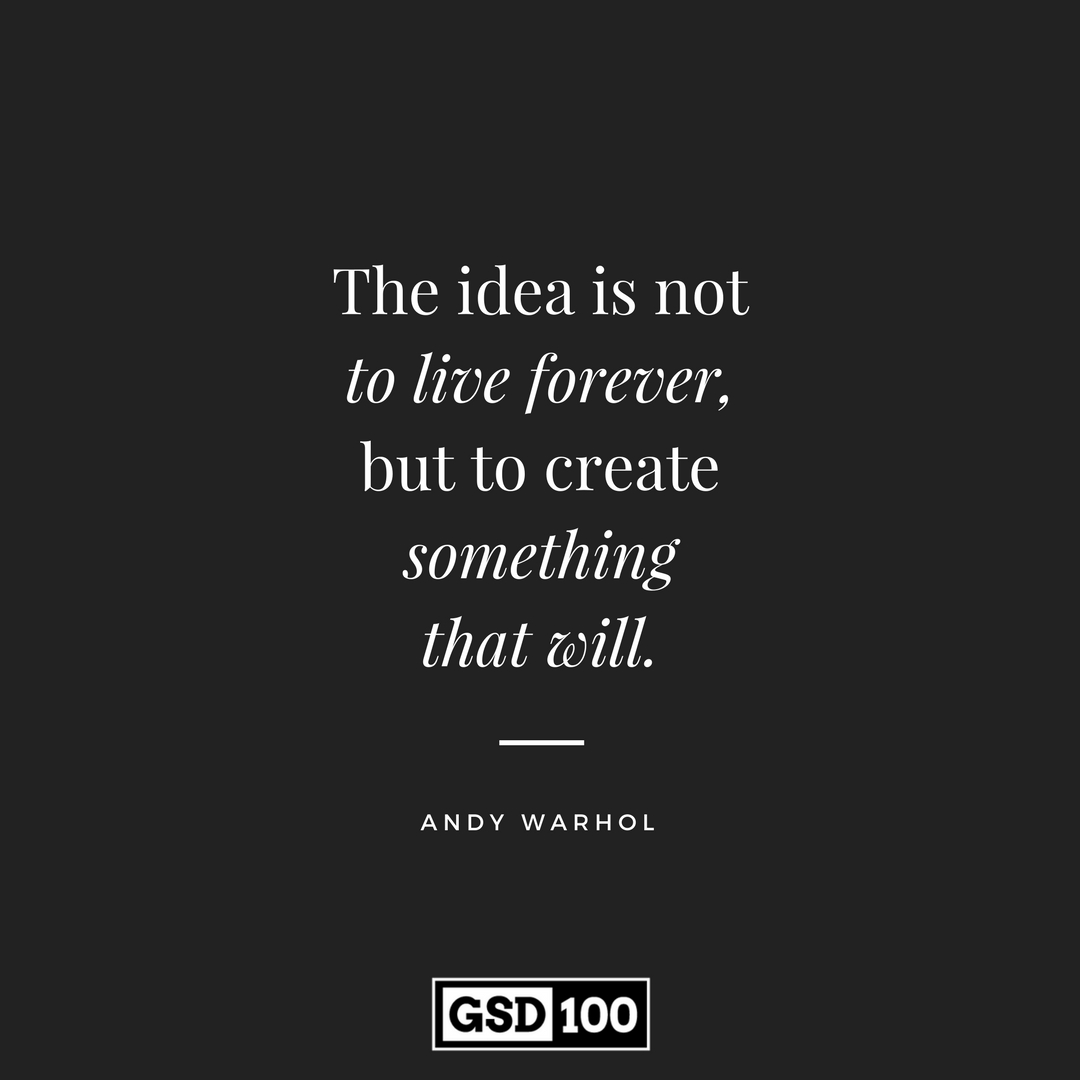 The idea is not
to live forever,
but to create
something
that will.
ANDY WARHOL
GSD 100